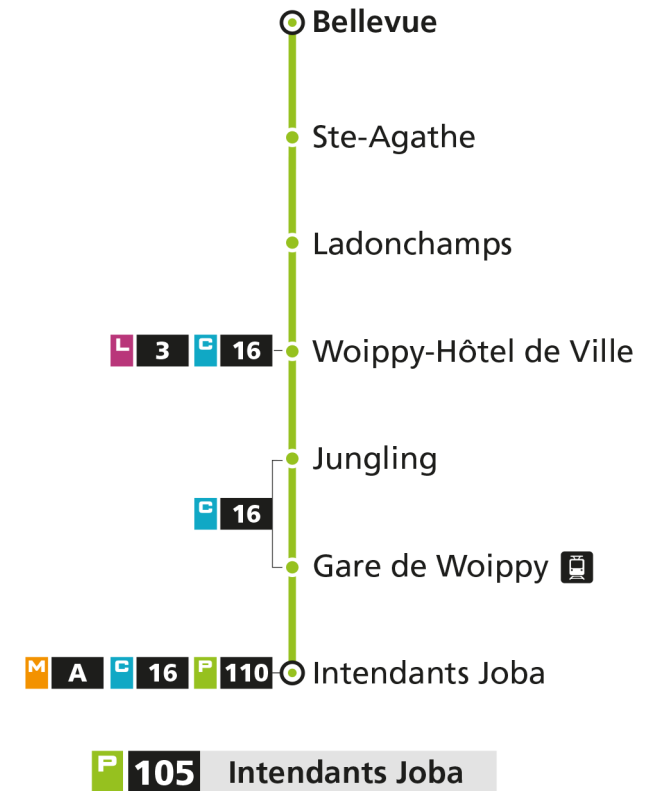 Bellevue
Ste-Agathe
Ladonchamps
L 3 C 16 Woippy-Hôtel de Ville
Jungling
C 16
Gare de Woippy
M A C 16 P 110 Intendants Joba
P 105 Intendants Joba